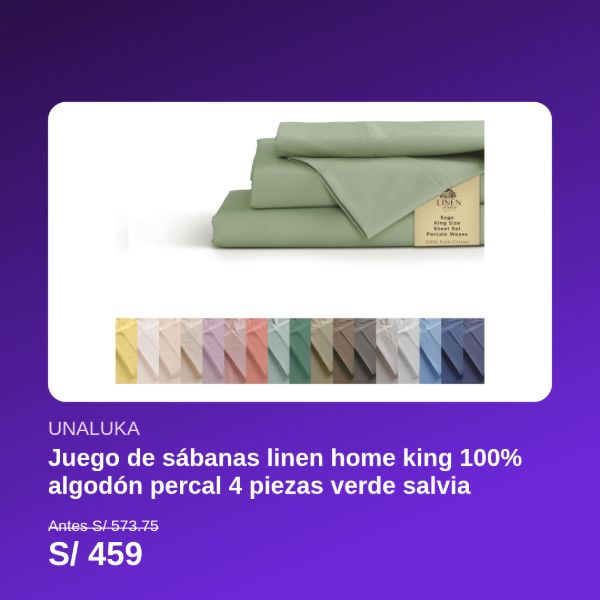 LINEN
Sage
King Size
Sheet Set
Percale Weave
100% Pure Cotton
UNALUKA
Juego de sábanas linen home king 100%
algodón percal 4 piezas verde salvia
Antes S/ 573.75
S/ 459